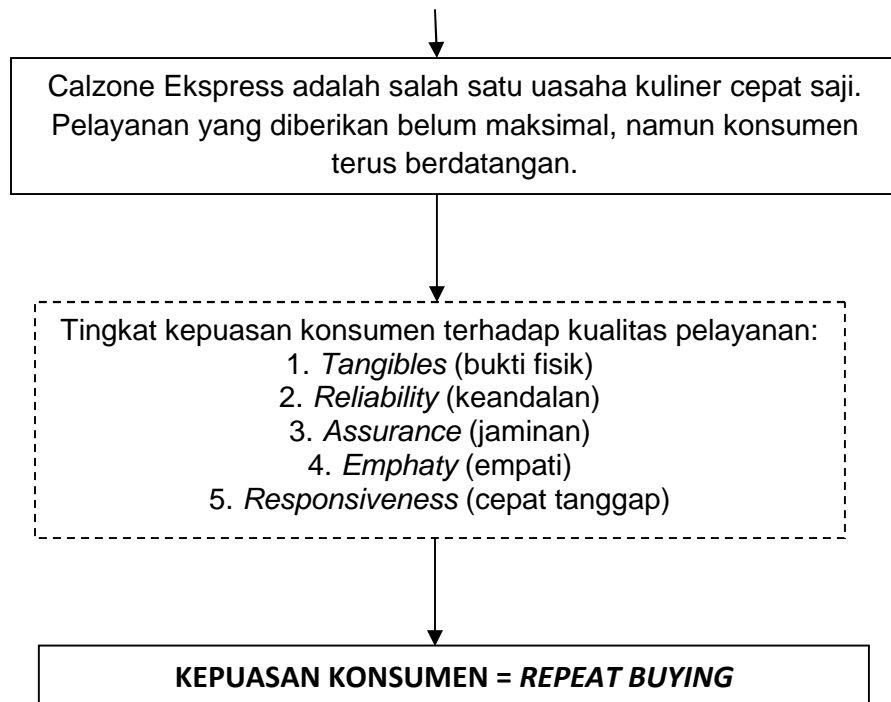 Calzone Ekspress adalah salah satu uasaha kuliner cepat saji.
Pelayanan yang diberikan belum maksimal, namun konsumen
terus berdatangan.
Tingkat kepuasan konsumen terhadap kualitas pelayanan:
1. Tangibles (bukti fisik)
2. Reliability (keandalan)
3. Assurance (jaminan)
4. Emphaty (empati)
5. Responsiveness (cepat tanggap)
KEPUASAN KONSUMEN = REPEAT BUYING